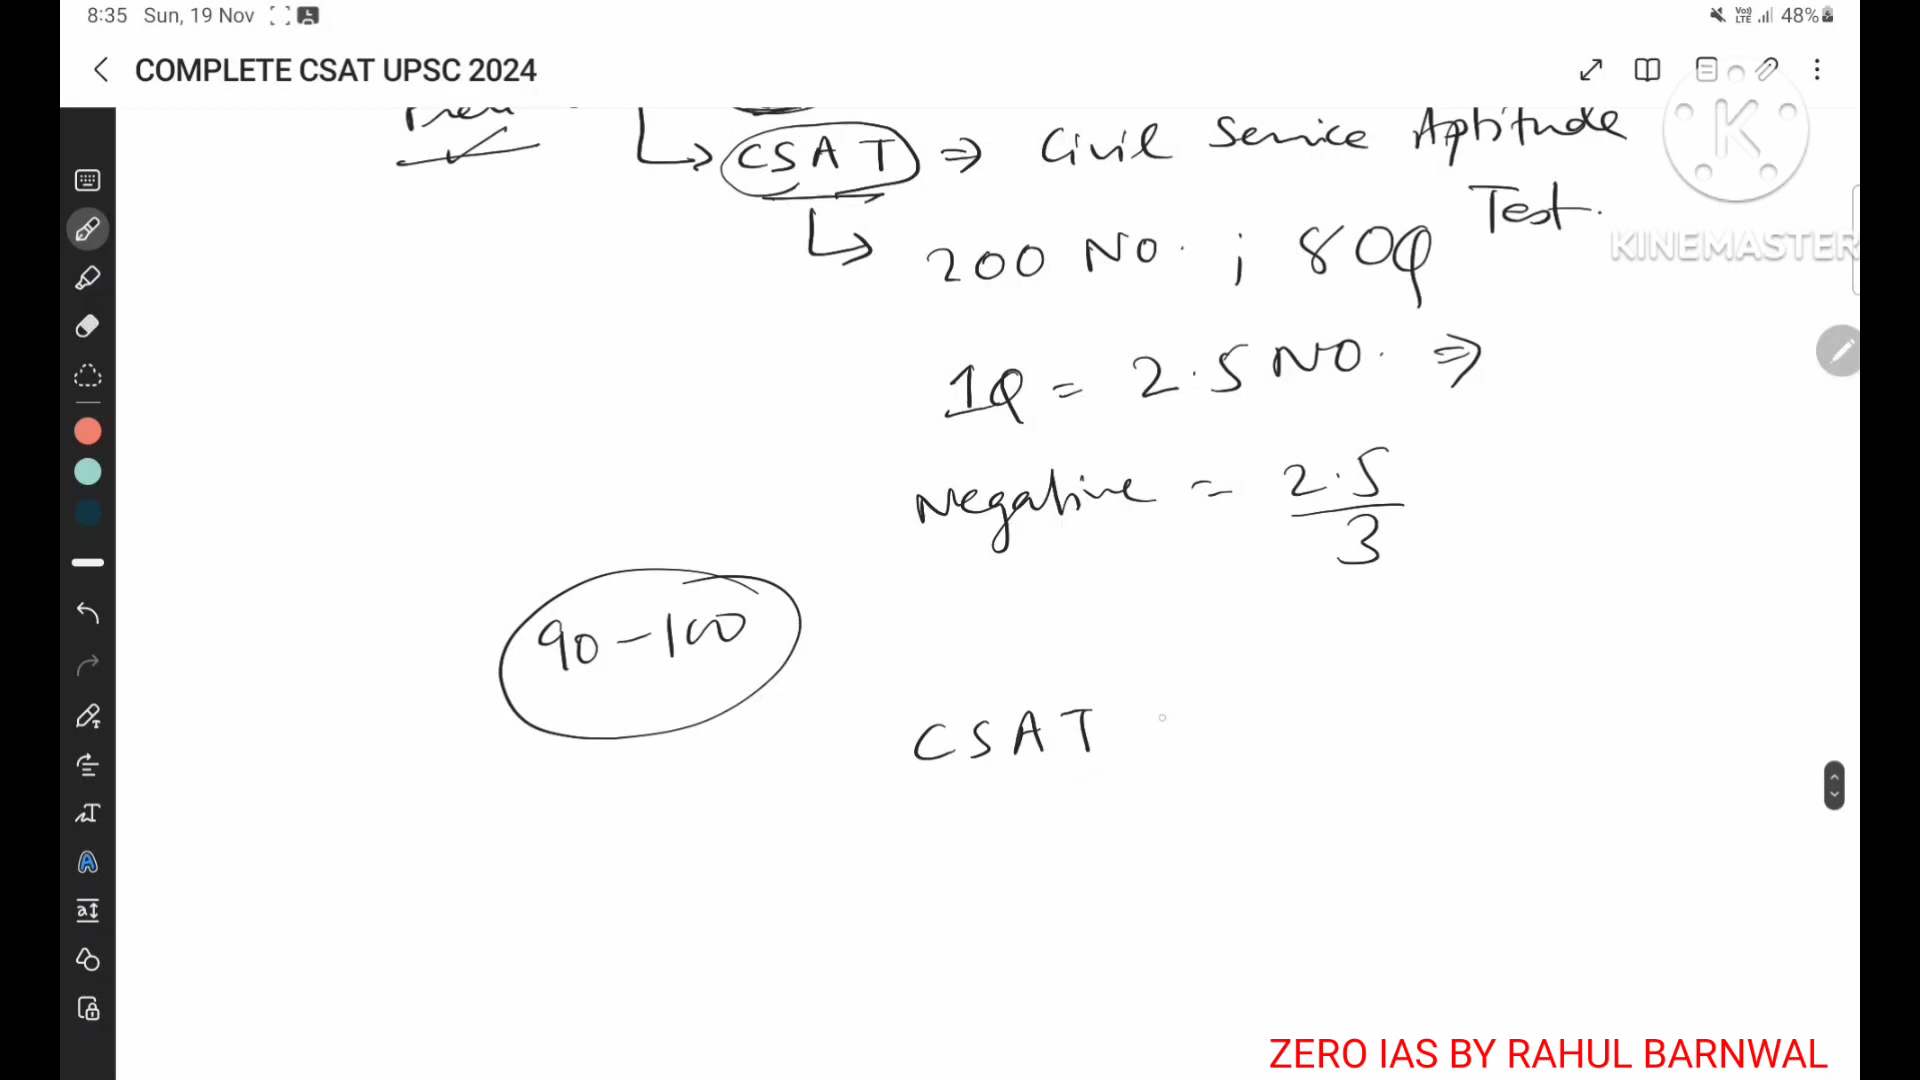 8:35 Sun, 19 Nov
48%
COMPLETE CSAT UPSC 2024
CSAT ⇒ Civil Service Aptitude
Test.
200 NO. ; 80Q
1Q = 2.5 NO. ⇒
Negative = 2.5/3
90-100
CSAT
K
KINEMASTER
ZERO IAS BY RAHUL BARNWAL